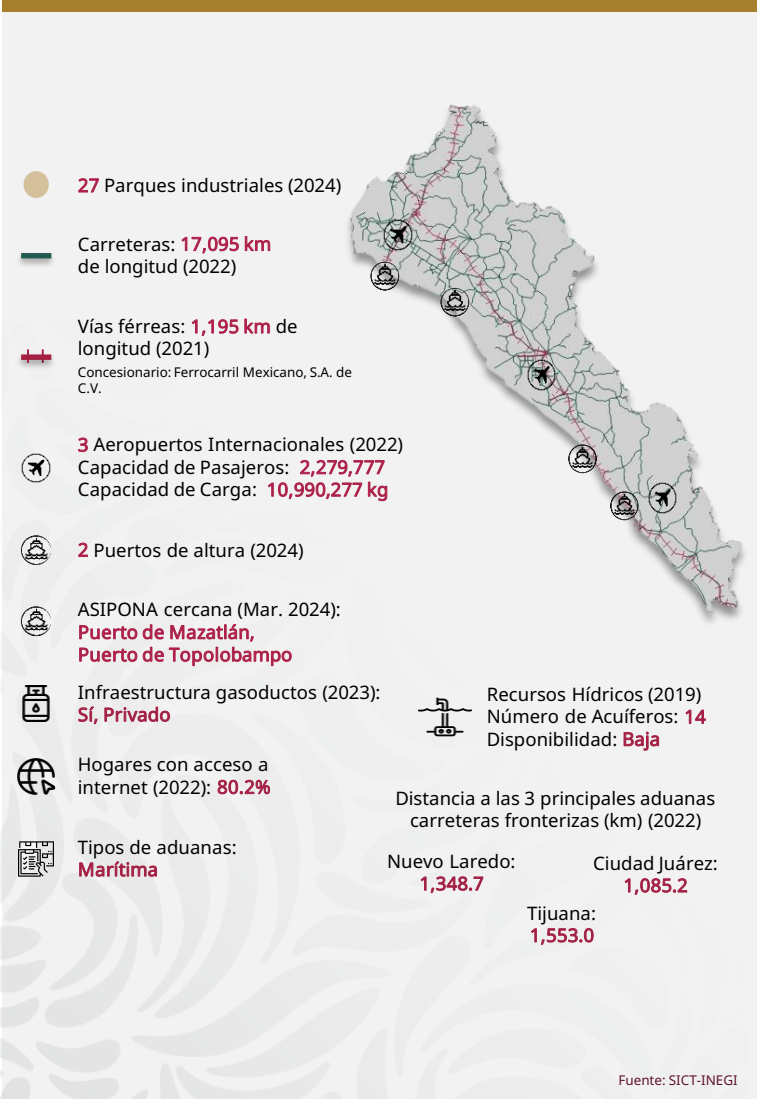 27 Parques industriales (2024)
Carreteras: 17,095 km
de longitud (2022)
Vías férreas: 1,195 km de
longitud (2021)
Concesionario: Ferrocarril Mexicano, S.A. de
C.V.
3 Aeropuertos Internacionales (2022)
Capacidad de Pasajeros: 2,279,777
Capacidad de Carga: 10,990,277 kg
2 Puertos de altura (2024)
ASIPONA cercana (Mar. 2024):
Puerto de Mazatlán,
Puerto de Topolobampo
Infraestructura gasoductos (2023):
Sí, Privado
Hogares con acceso a
internet (2022): 80.2%
Tipos de aduanas:
Marítima
Recursos Hídricos (2019)
Número de Acuíferos: 14
Disponibilidad: Baja
Distancia a las 3 principales aduanas
carreteras fronterizas (km) (2022)
Nuevo Laredo:
1,348.7
Ciudad Juárez:
1,085.2
Tijuana:
1,553.0
Fuente: SICT-INEGI